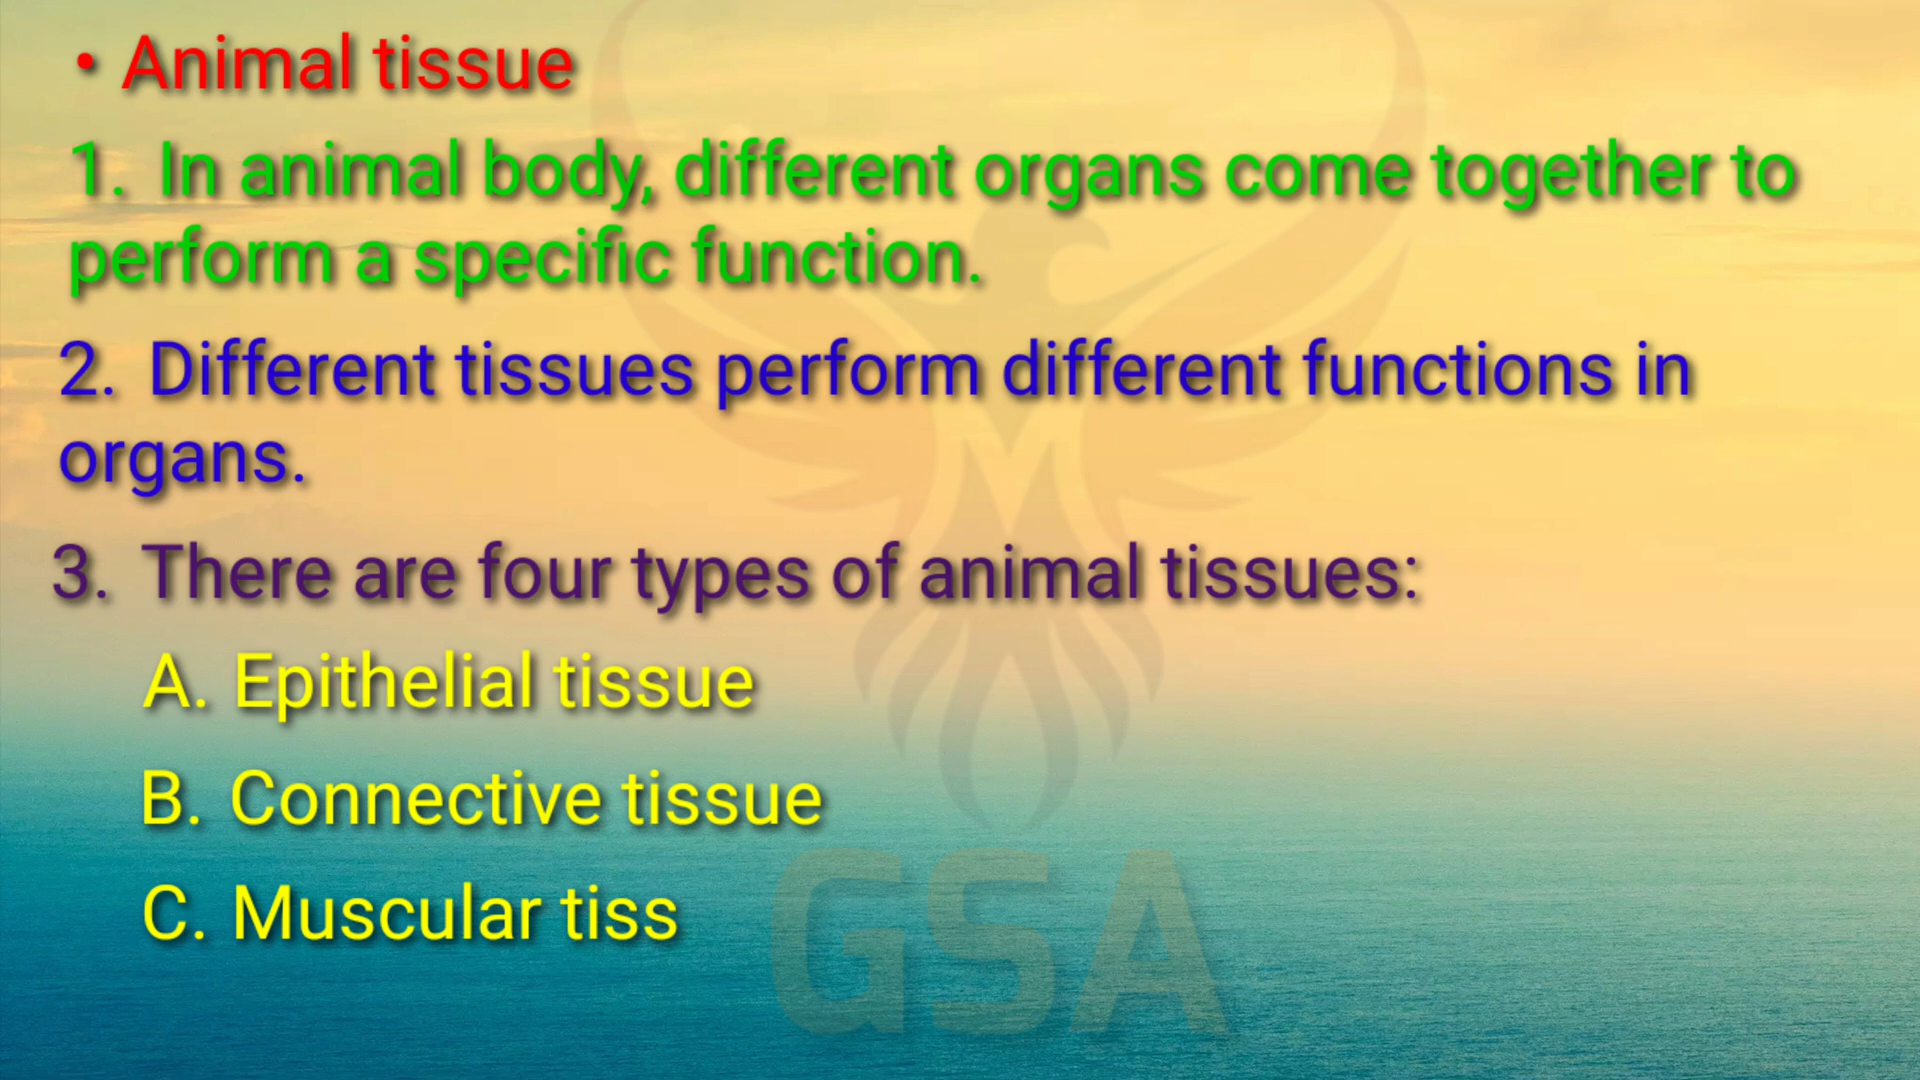 • Animal tissue
1. In animal body, different organs come together to
perform a specific function.
2. Different tissues perform different functions in
organs.
3. There are four types of animal tissues:
A. Epithelial tissue
B. Connective tissue
C. Muscular tiss
GSA